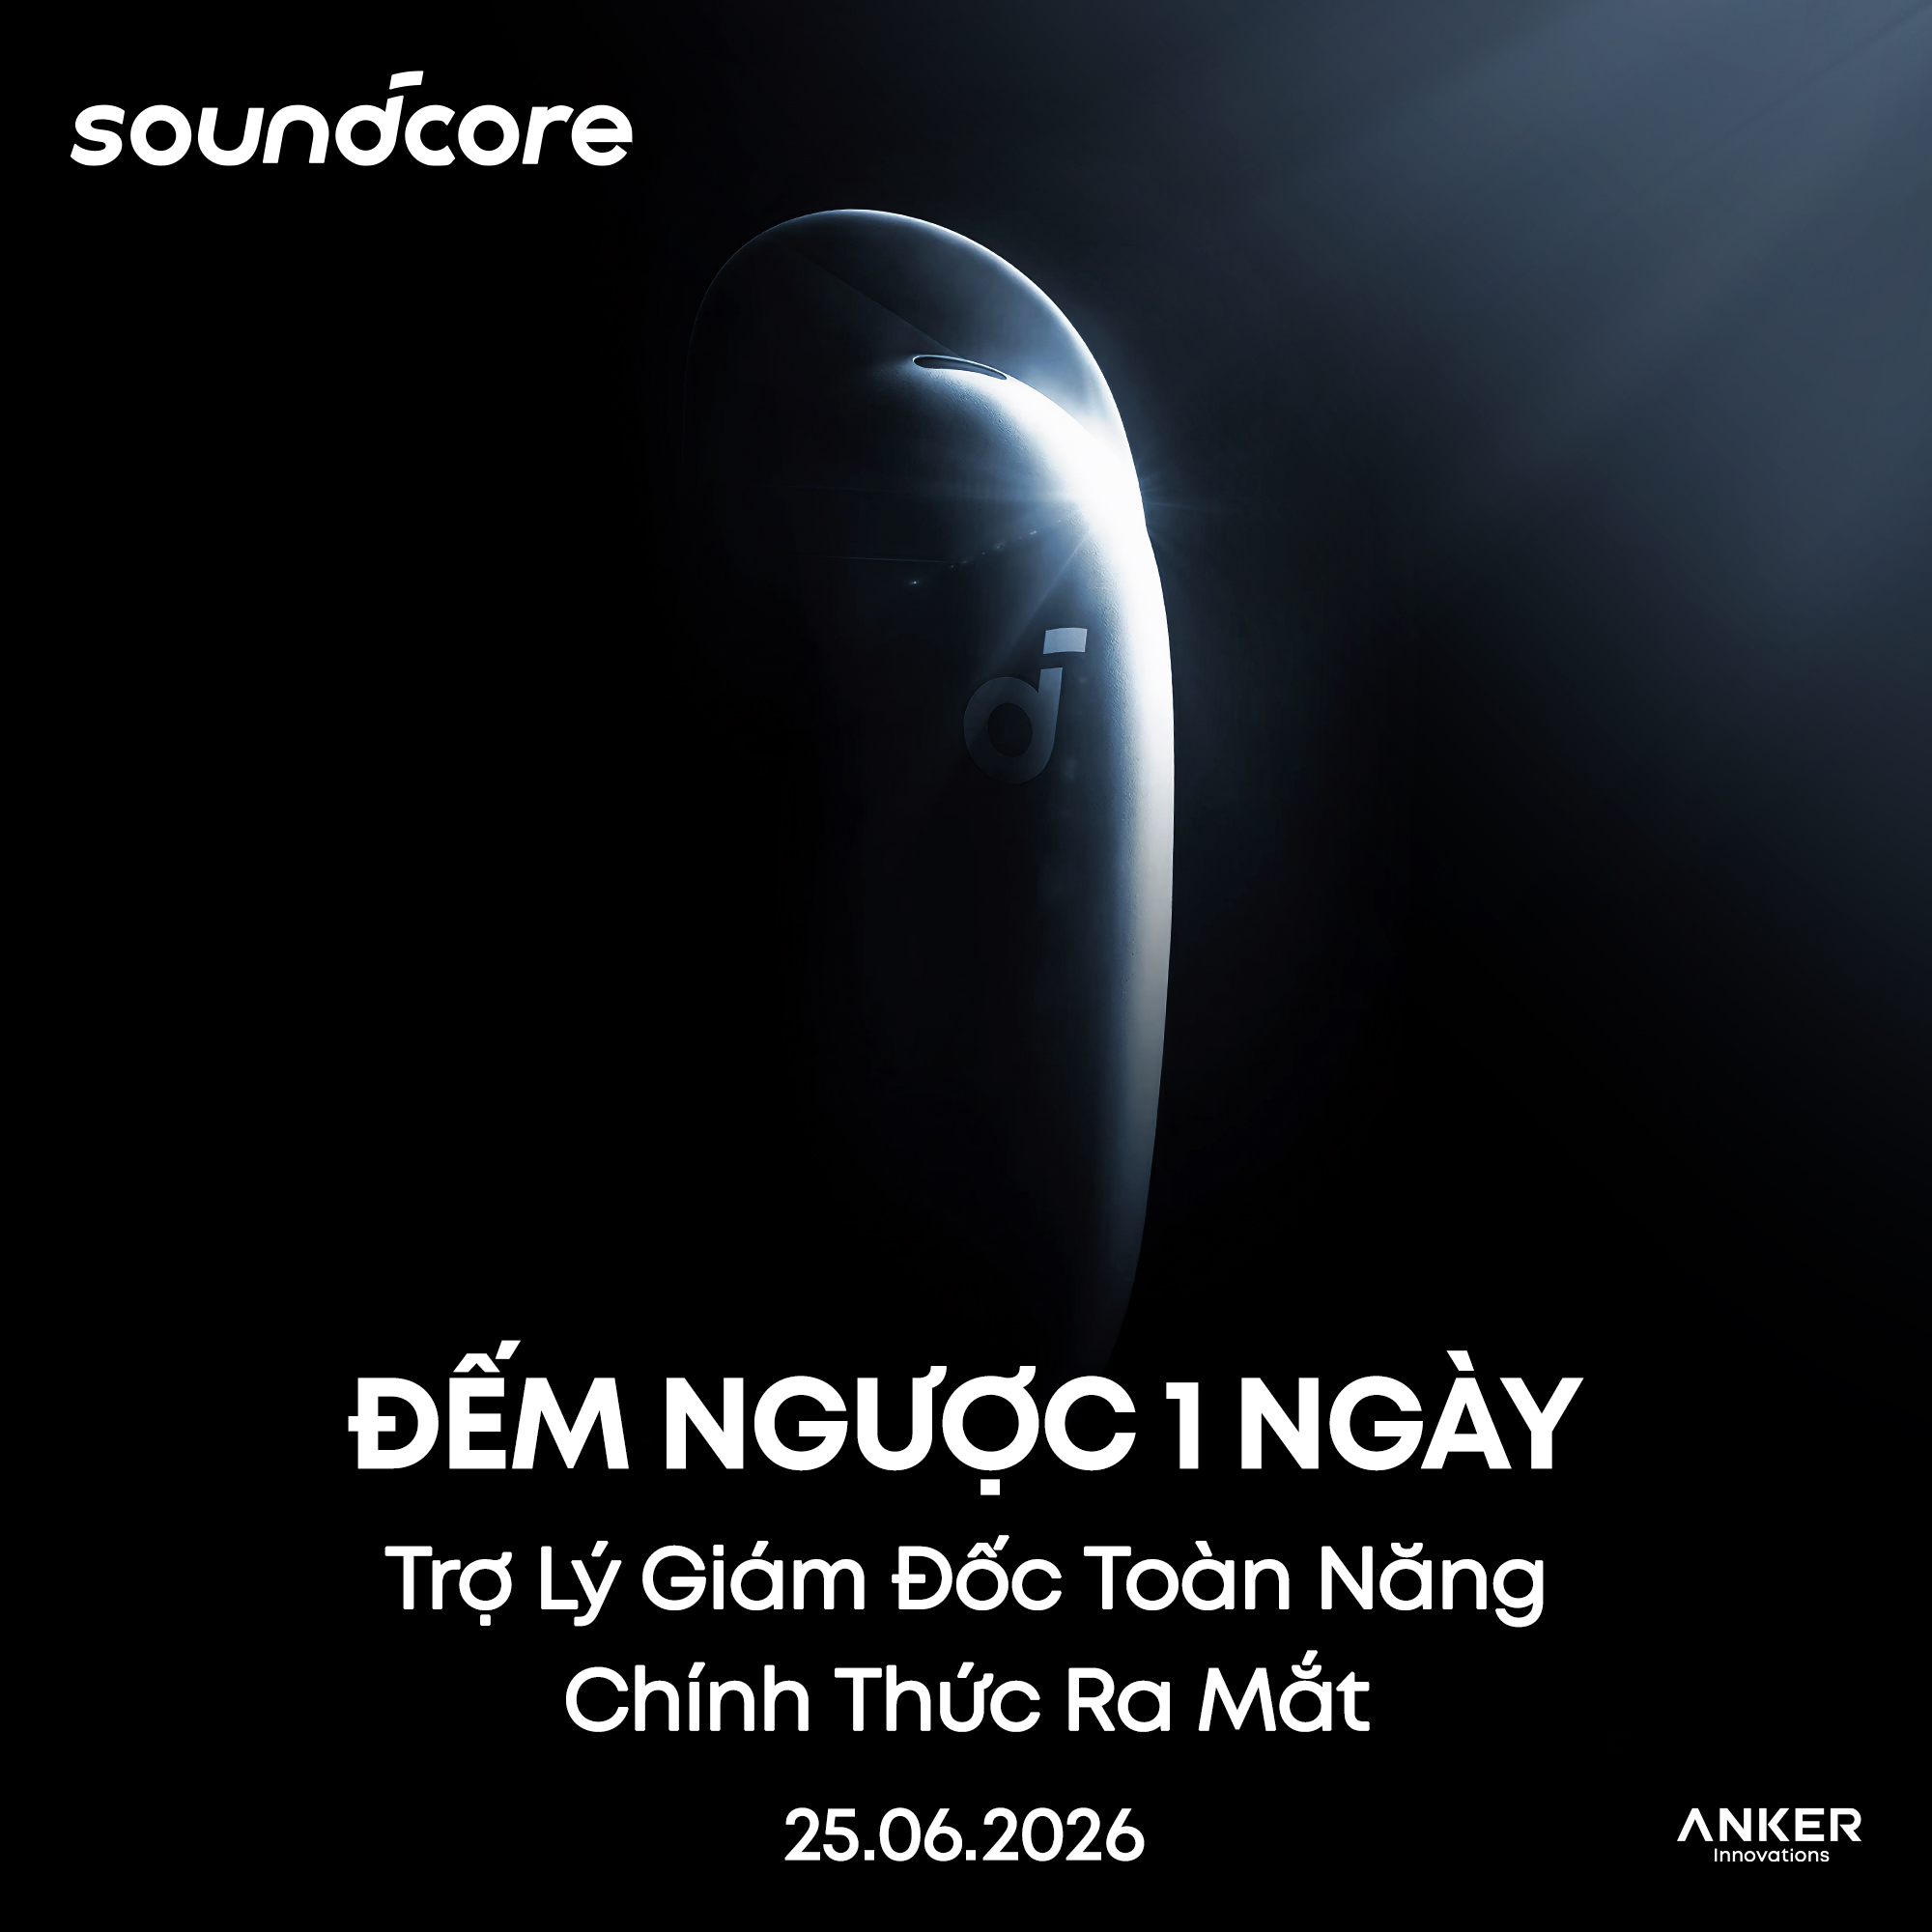 soundcore
d
ĐẾM NGƯỢC 1 NGÀY
Trợ Lý Giám Đốc Toàn Năng
Chính Thức Ra Mắt
25.06.2026
ANKER
Innovations